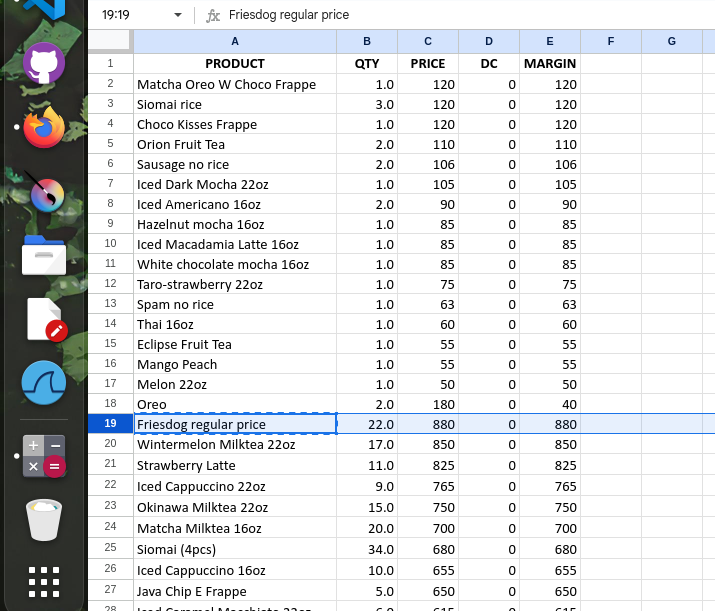 19:19 fx Friesdog regular price
A B C D E F G
1 PRODUCT QTY PRICE DC MARGIN
2 Matcha Oreo W Choco Frappe 1.0 120 0 120
3 Siomai rice 3.0 120 0 120
4 Choco Kisses Frappe 1.0 120 0 120
5 Orion Fruit Tea 2.0 110 0 110
6 Sausage no rice 2.0 106 0 106
7 Iced Dark Mocha 22oz 1.0 105 0 105
8 Iced Americano 16oz 2.0 90 0 90
9 Hazelnut mocha 16oz 1.0 85 0 85
10 Iced Macadamia Latte 16oz 1.0 85 0 85
11 White chocolate mocha 16oz 1.0 85 0 85
12 Taro-strawberry 22oz 1.0 75 0 75
13 Spam no rice 1.0 63 0 63
14 Thai 16oz 1.0 60 0 60
15 Eclipse Fruit Tea 1.0 55 0 55
16 Mango Peach 1.0 55 0 55
17 Melon 22oz 1.0 50 0 50
18 Oreo 2.0 180 0 40
19 Friesdog regular price 22.0 880 0 880
20 Wintermelon Milktea 22oz 17.0 850 0 850
21 Strawberry Latte 11.0 825 0 825
22 Iced Cappuccino 22oz 9.0 765 0 765
23 Okinawa Milktea 22oz 15.0 750 0 750
24 Matcha Milktea 16oz 20.0 700 0 700
25 Siomai (4pcs) 34.0 680 0 680
26 Iced Cappuccino 16oz 10.0 655 0 655
27 Java Chip E Frappe 5.0 650 0 650
28 Iced Caramel Macchiato 22oz 6.0 615 0 615